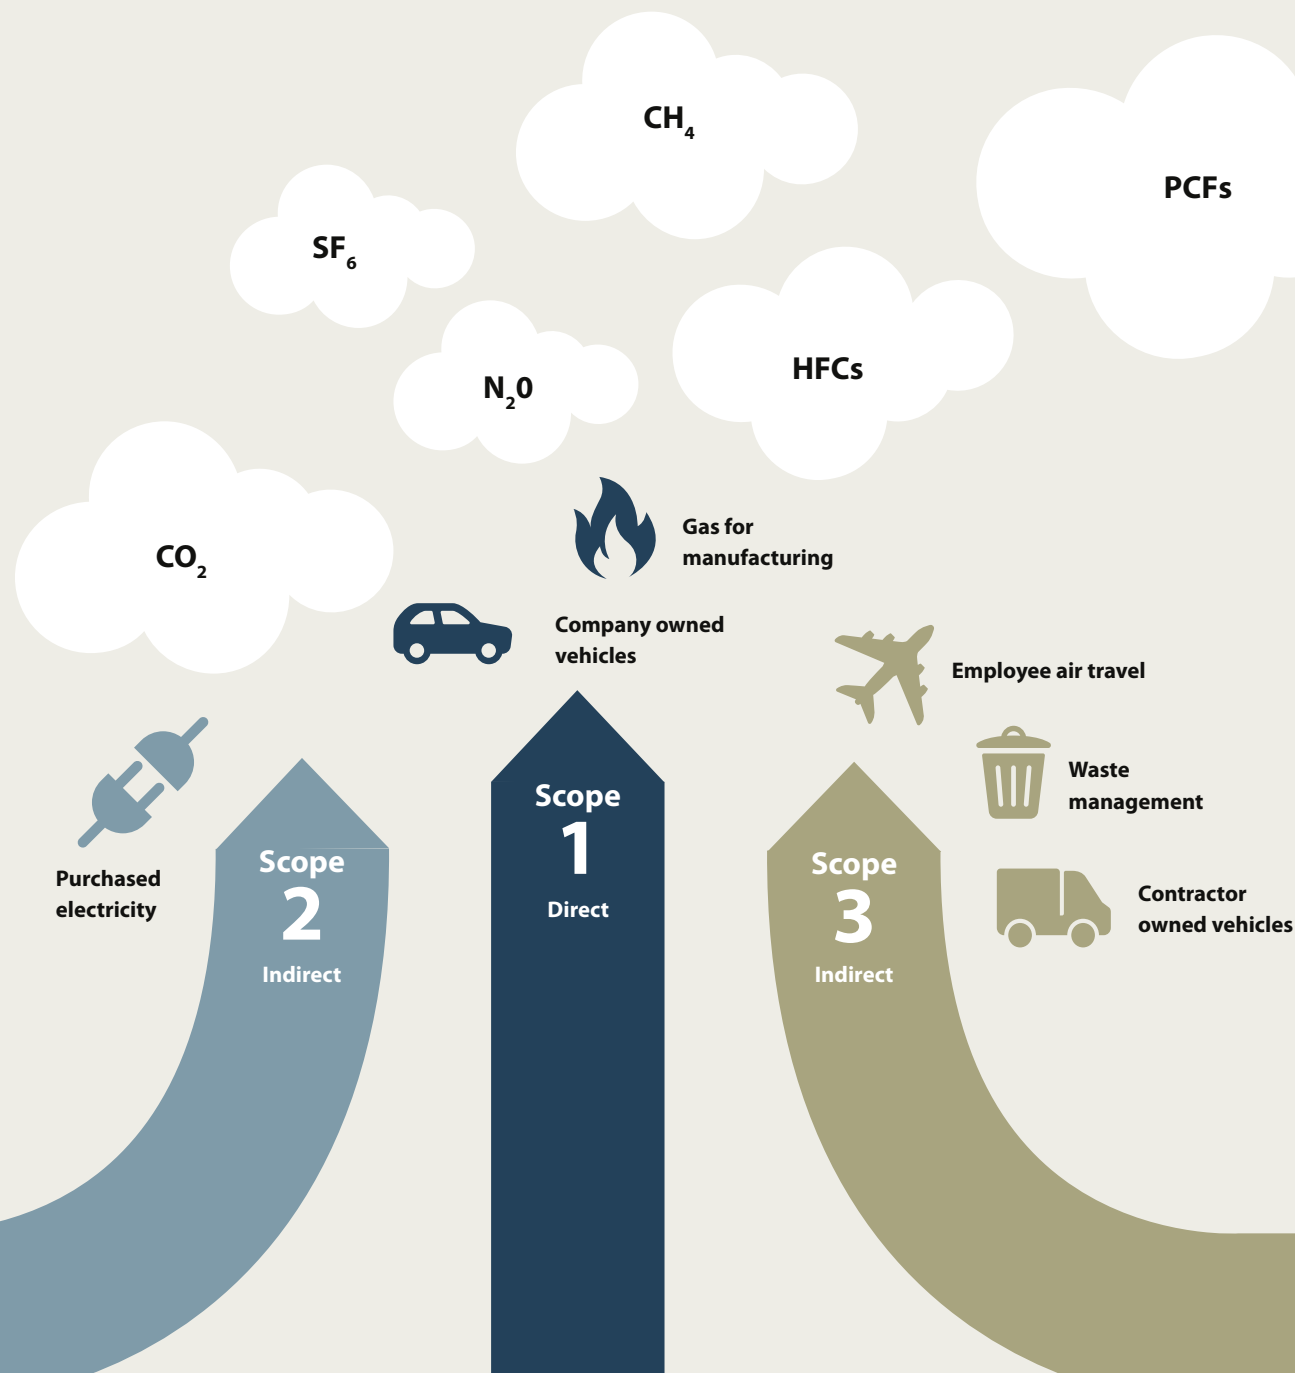 CH₄
PCFs
SF₆
HFCs
N₂0
CO₂
Gas for
manufacturing
Company owned
vehicles
Employee air travel
Waste
management
Purchased
electricity
Contractor
owned vehicles
Scope
2
Indirect
Scope
1
Direct
Scope
3
Indirect